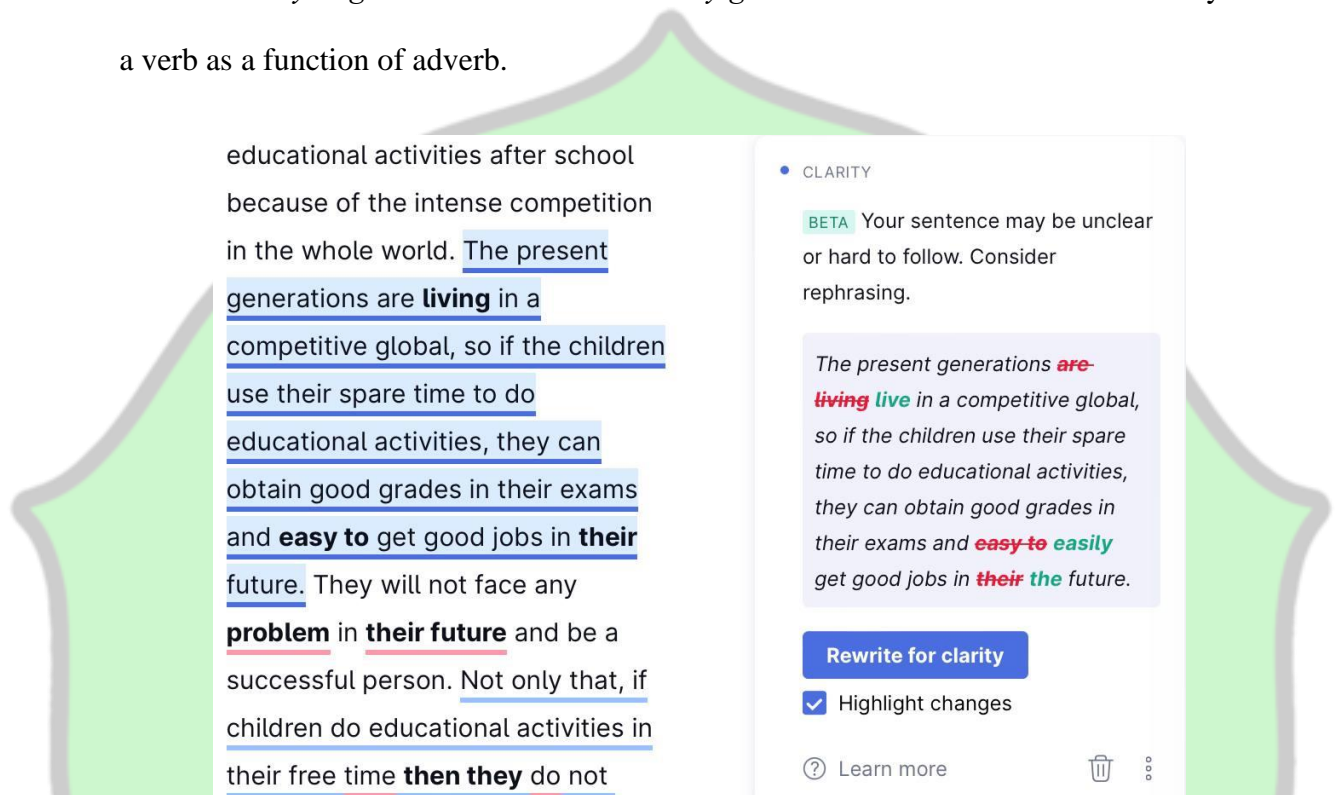 a verb as a function of adverb.
educational activities after school
because of the intense competition
in the whole world. The present
generations are living in a
competitive global, so if the children
use their spare time to do
educational activities, they can
obtain good grades in their exams
and easy to get good jobs in their
future. They will not face any
problem in their future and be a
successful person. Not only that, if
children do educational activities in
their free time then they do not
CLARITY
BETA Your sentence may be unclear
or hard to follow. Consider
rephrasing.
The present generations are
living live in a competitive global,
so if the children use their spare
time to do educational activities,
they can obtain good grades in
their exams and easy to easily
get good jobs in their the future.
Rewrite for clarity
Highlight changes
Learn more